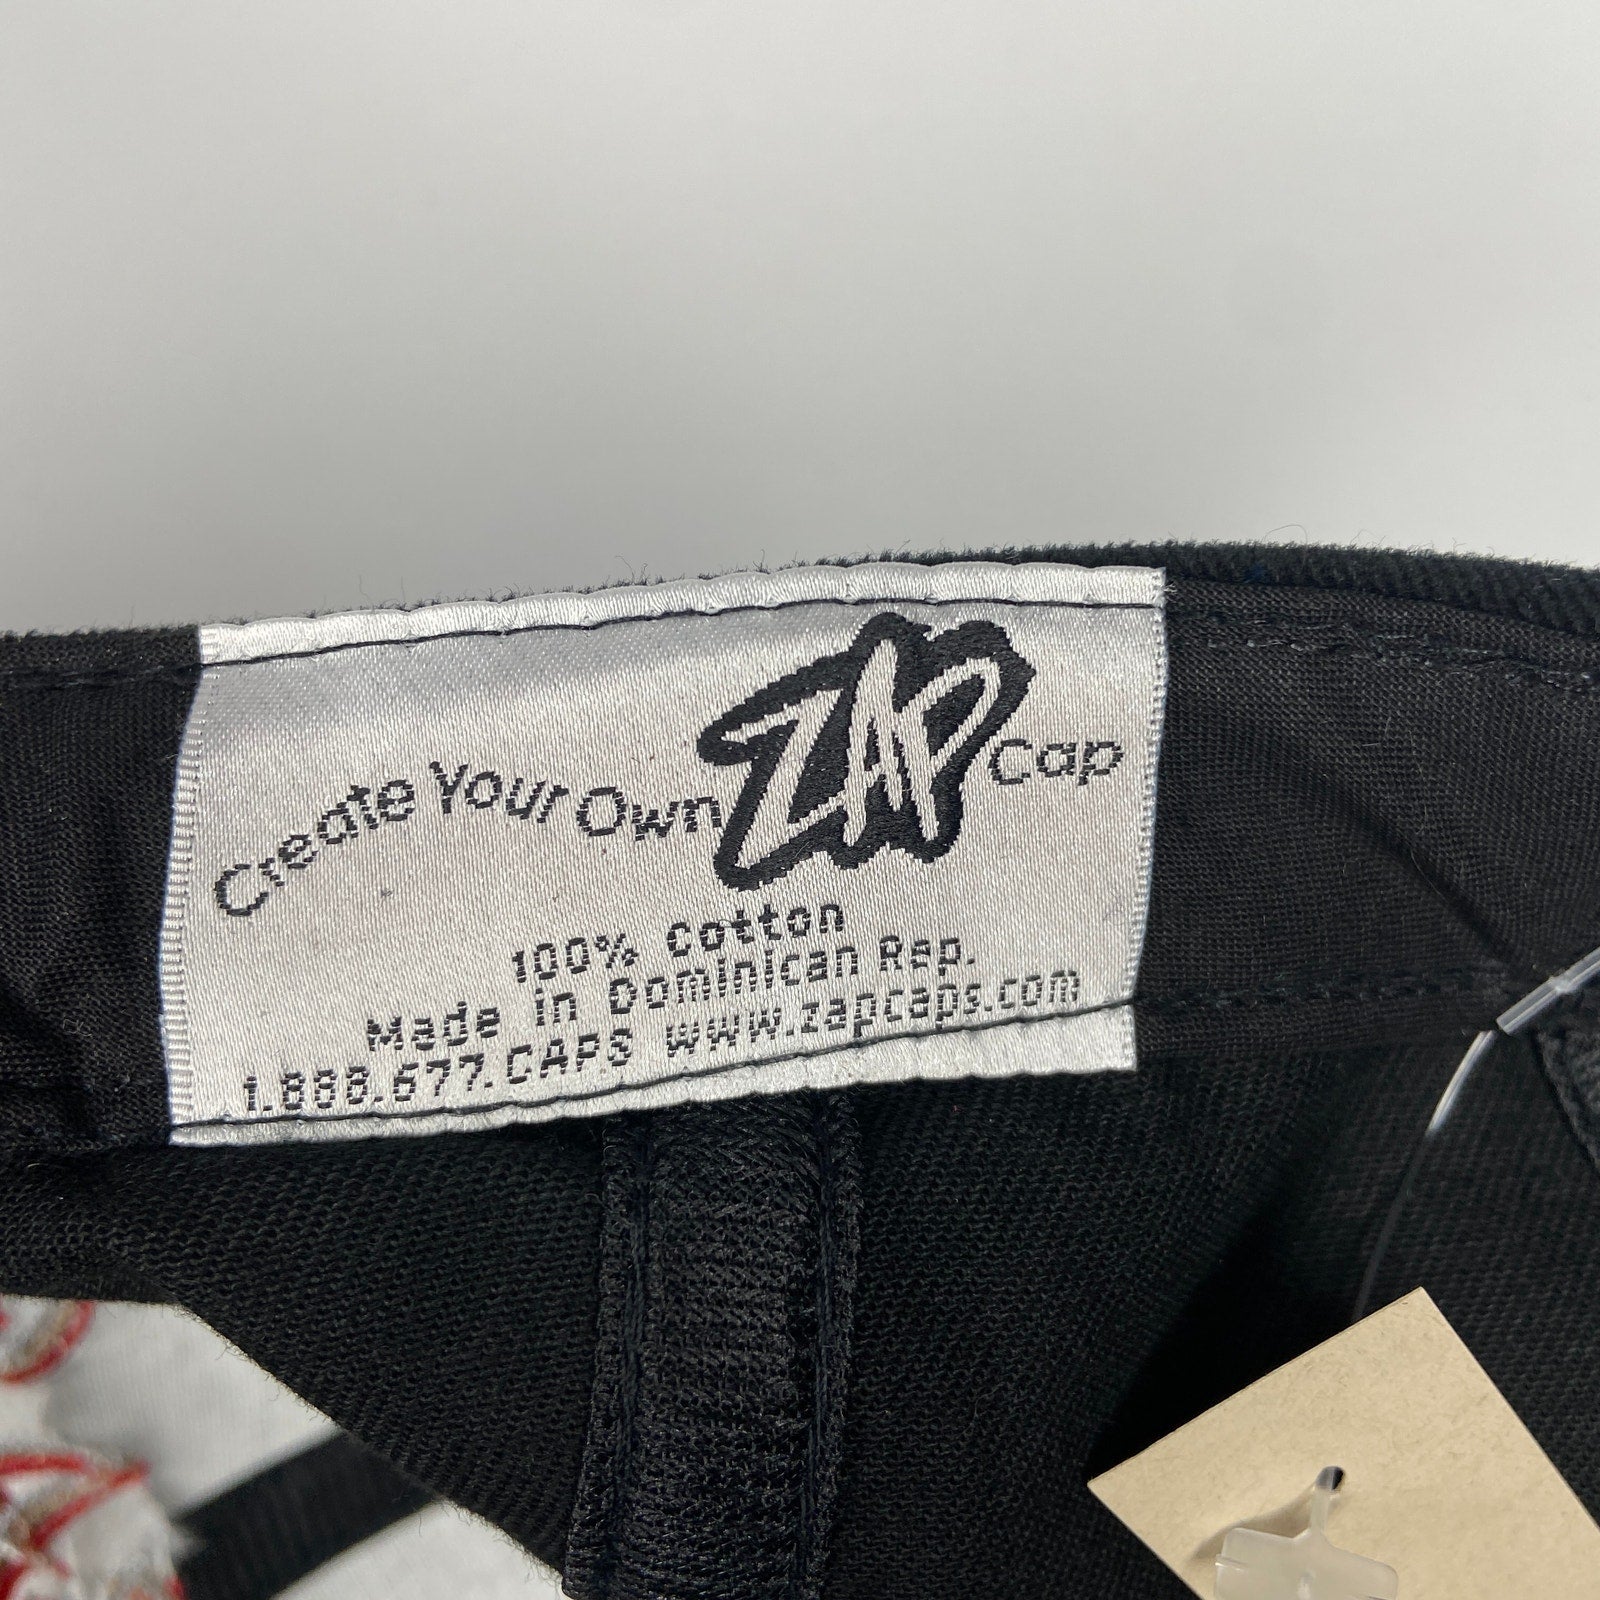 Create Your Own ZAP Cap
100% Cotton
Made in Dominican Rep.
1.888.677.CAPS www.zapcaps.com